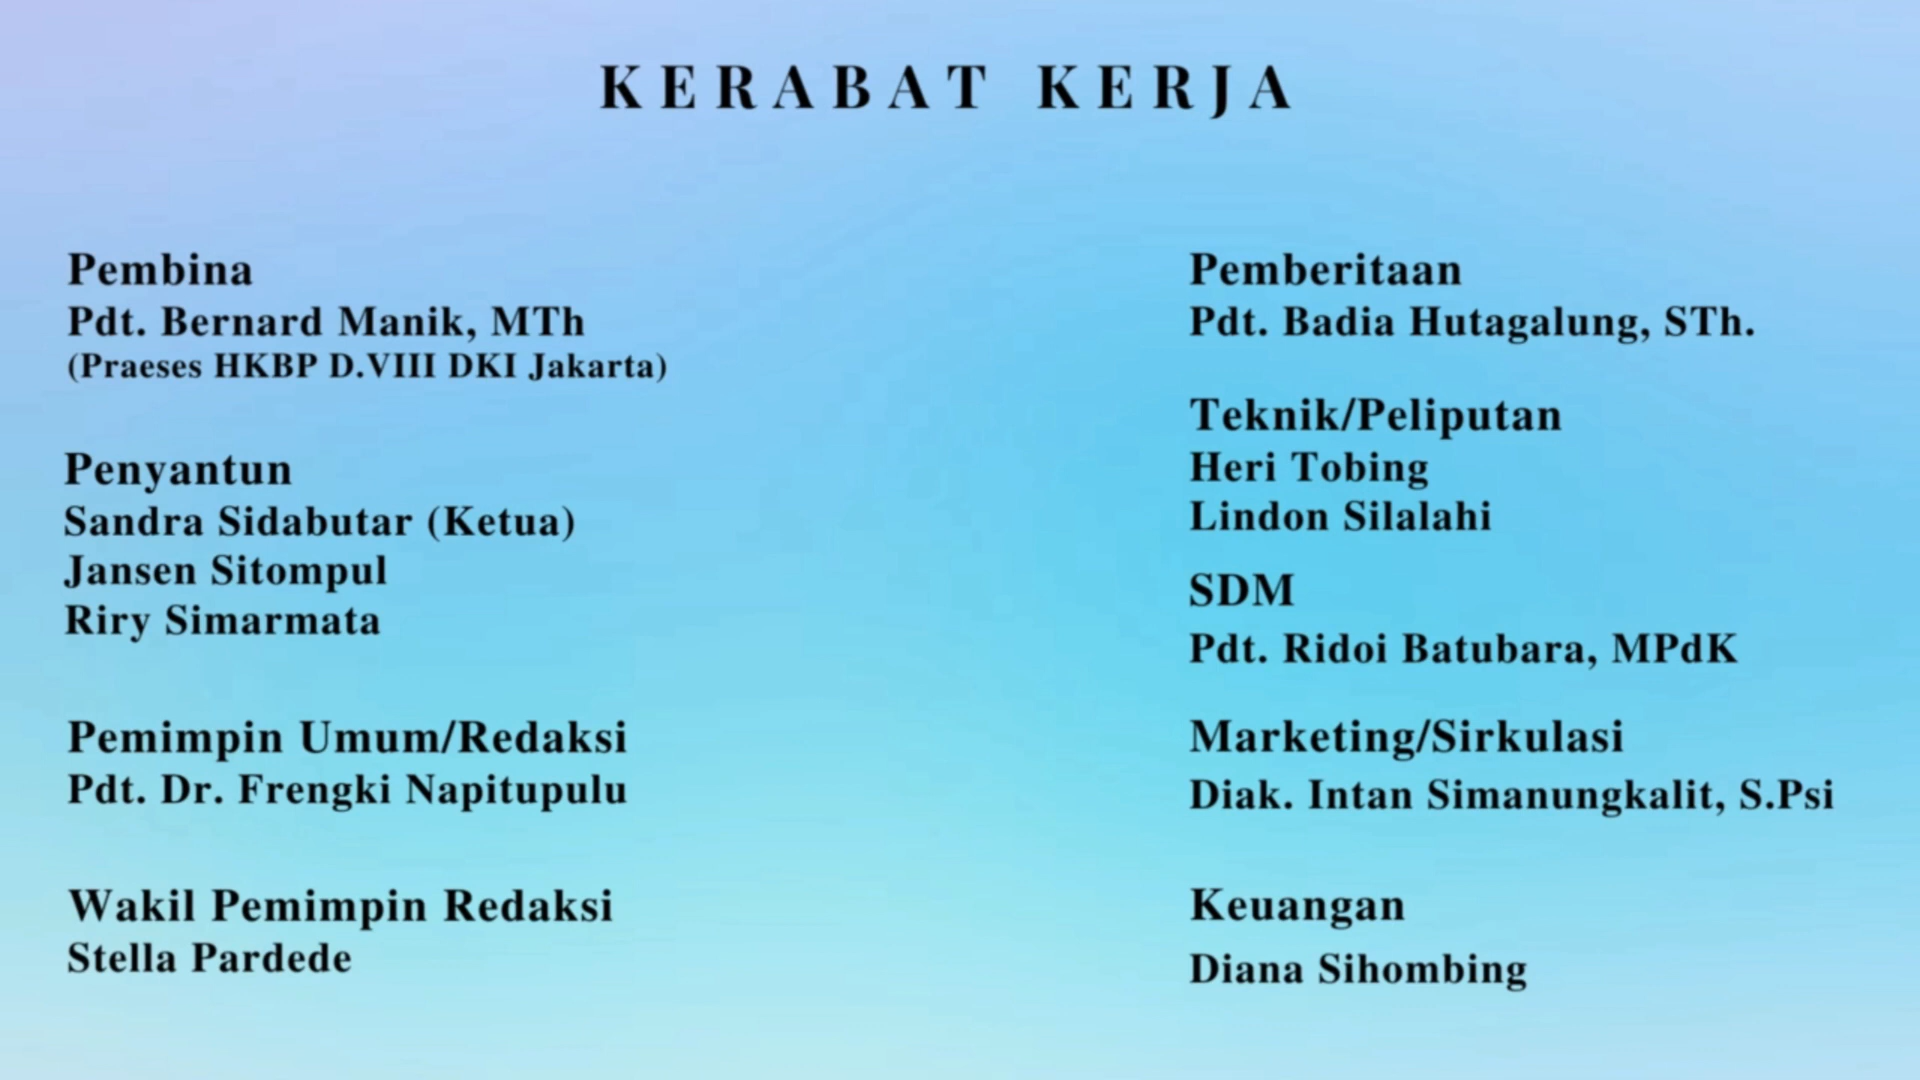 KERABAT KERJA
Pembina
Pdt. Bernard Manik, MTh
(Praeses HKBP D.VIII DKI Jakarta)
Penyantun
Sandra Sidabutar (Ketua)
Jansen Sitompul
Riry Simarmata
Pemimpin Umum/Redaksi
Pdt. Dr. Frengki Napitupulu
Wakil Pemimpin Redaksi
Stella Pardede
Pemberitaan
Pdt. Badia Hutagalung, STh.
Teknik/Peliputan
Heri Tobing
Lindon Silalahi
SDM
Pdt. Ridoi Batubara, MPdK
Marketing/Sirkulasi
Diak. Intan Simanungkalit, S.Psi
Keuangan
Diana Sihombing